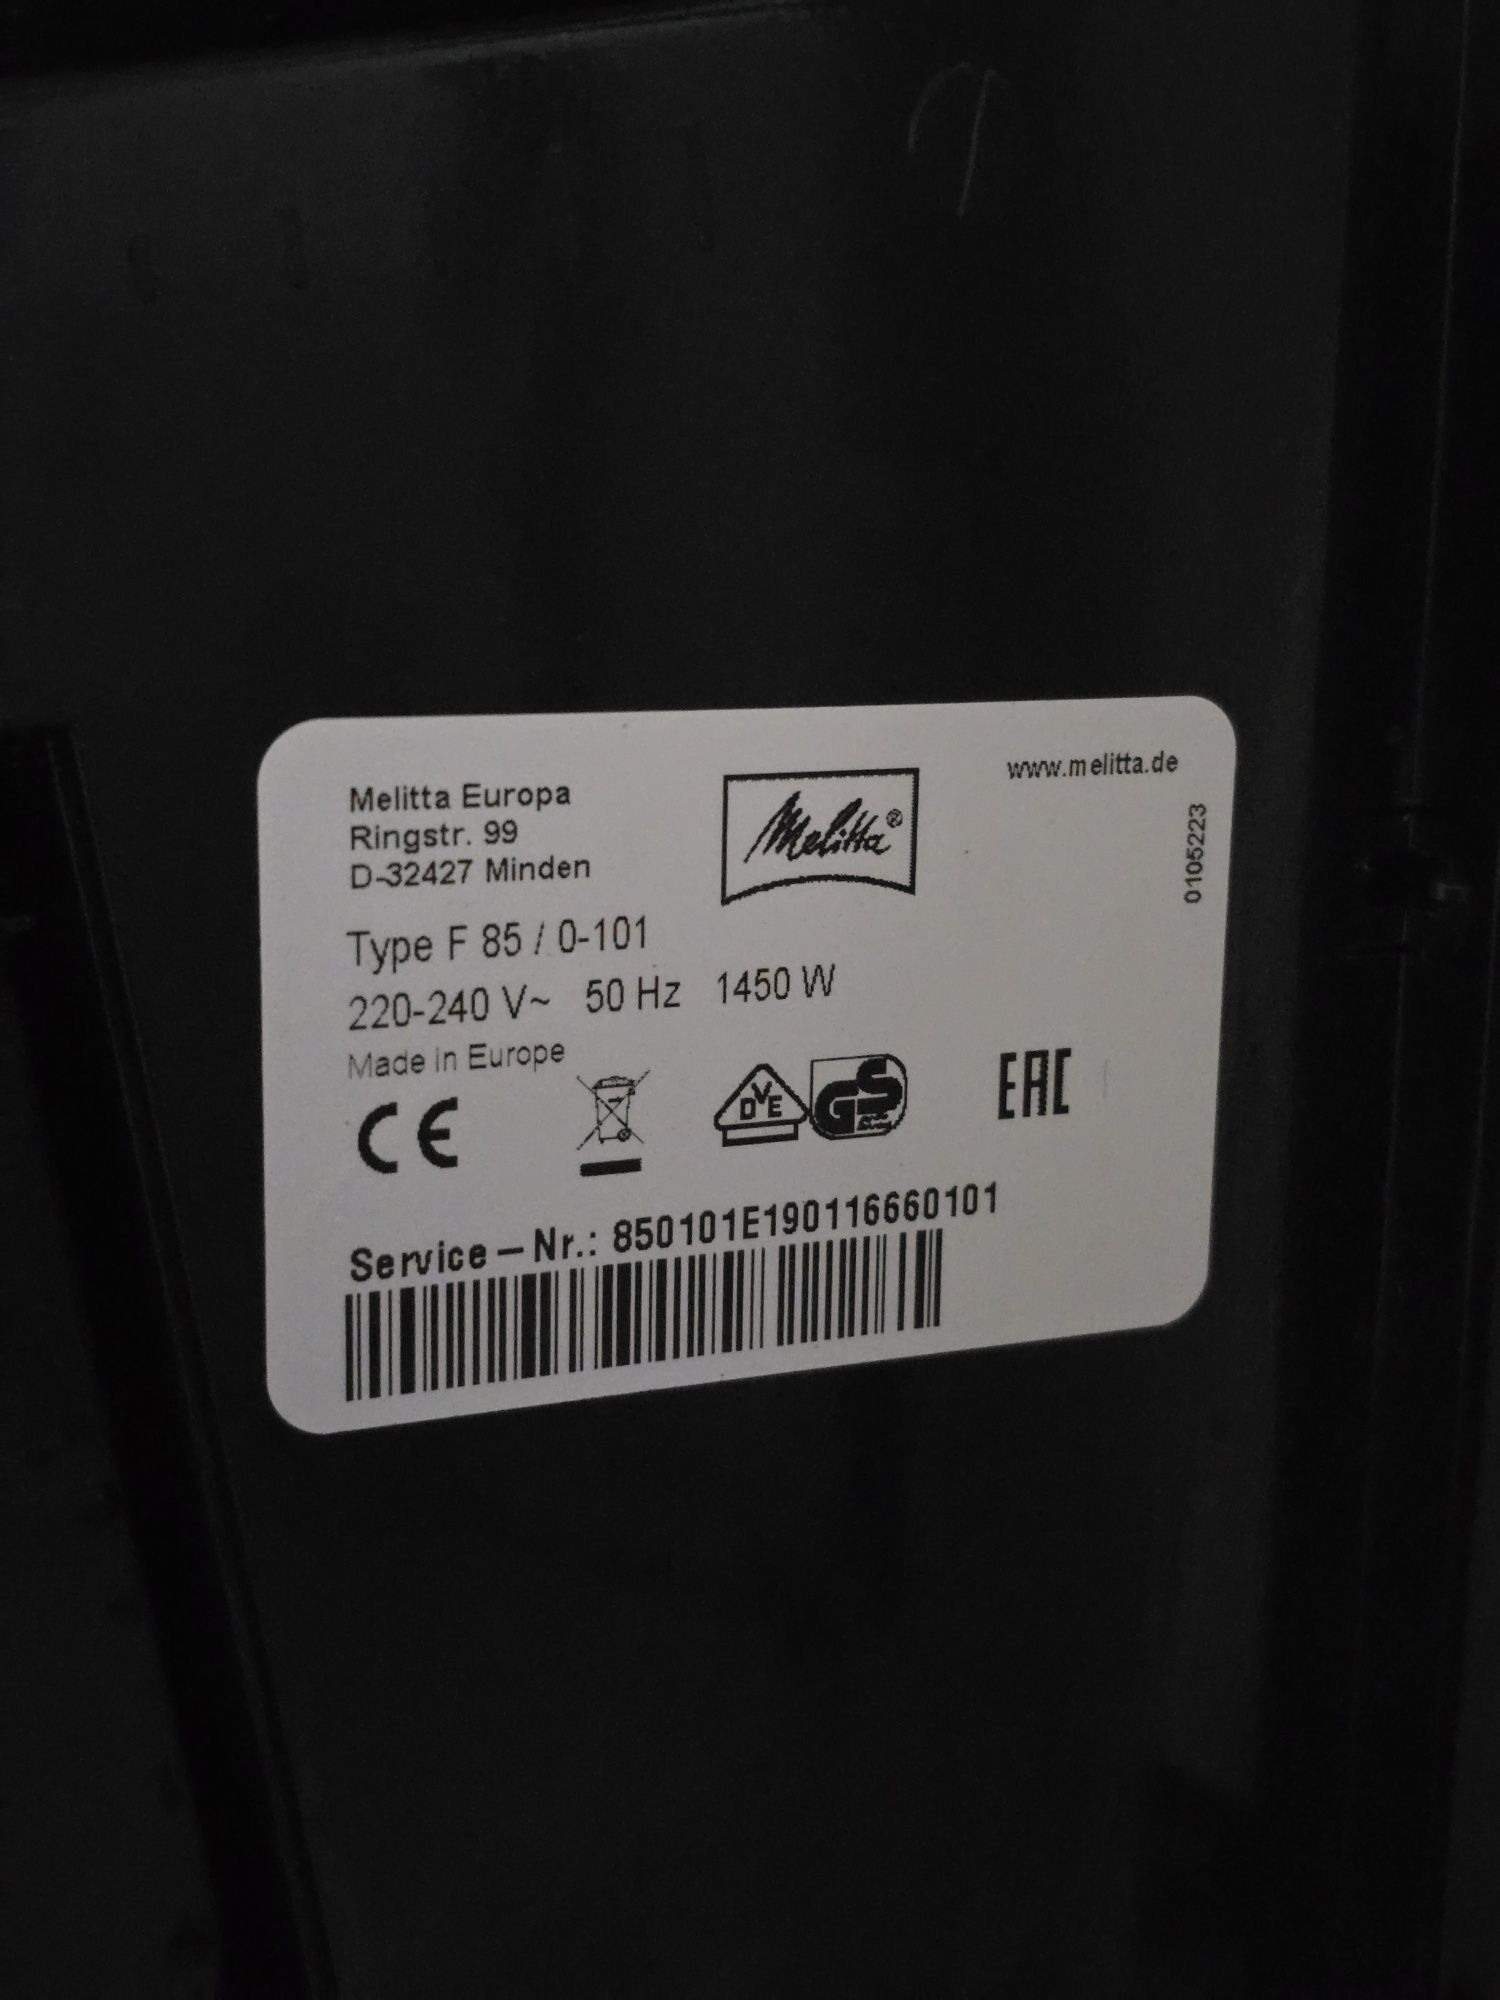 Melitta Europa
Ringstr. 99
D-32427 Minden
Melitta®
www.melitta.de
0105223
Type F 85 / 0-101
220-240 V~ 50 Hz 1450 W
Made in Europe
CE
DVE
GS
EAC
Service – Nr.: 850101E190116660101